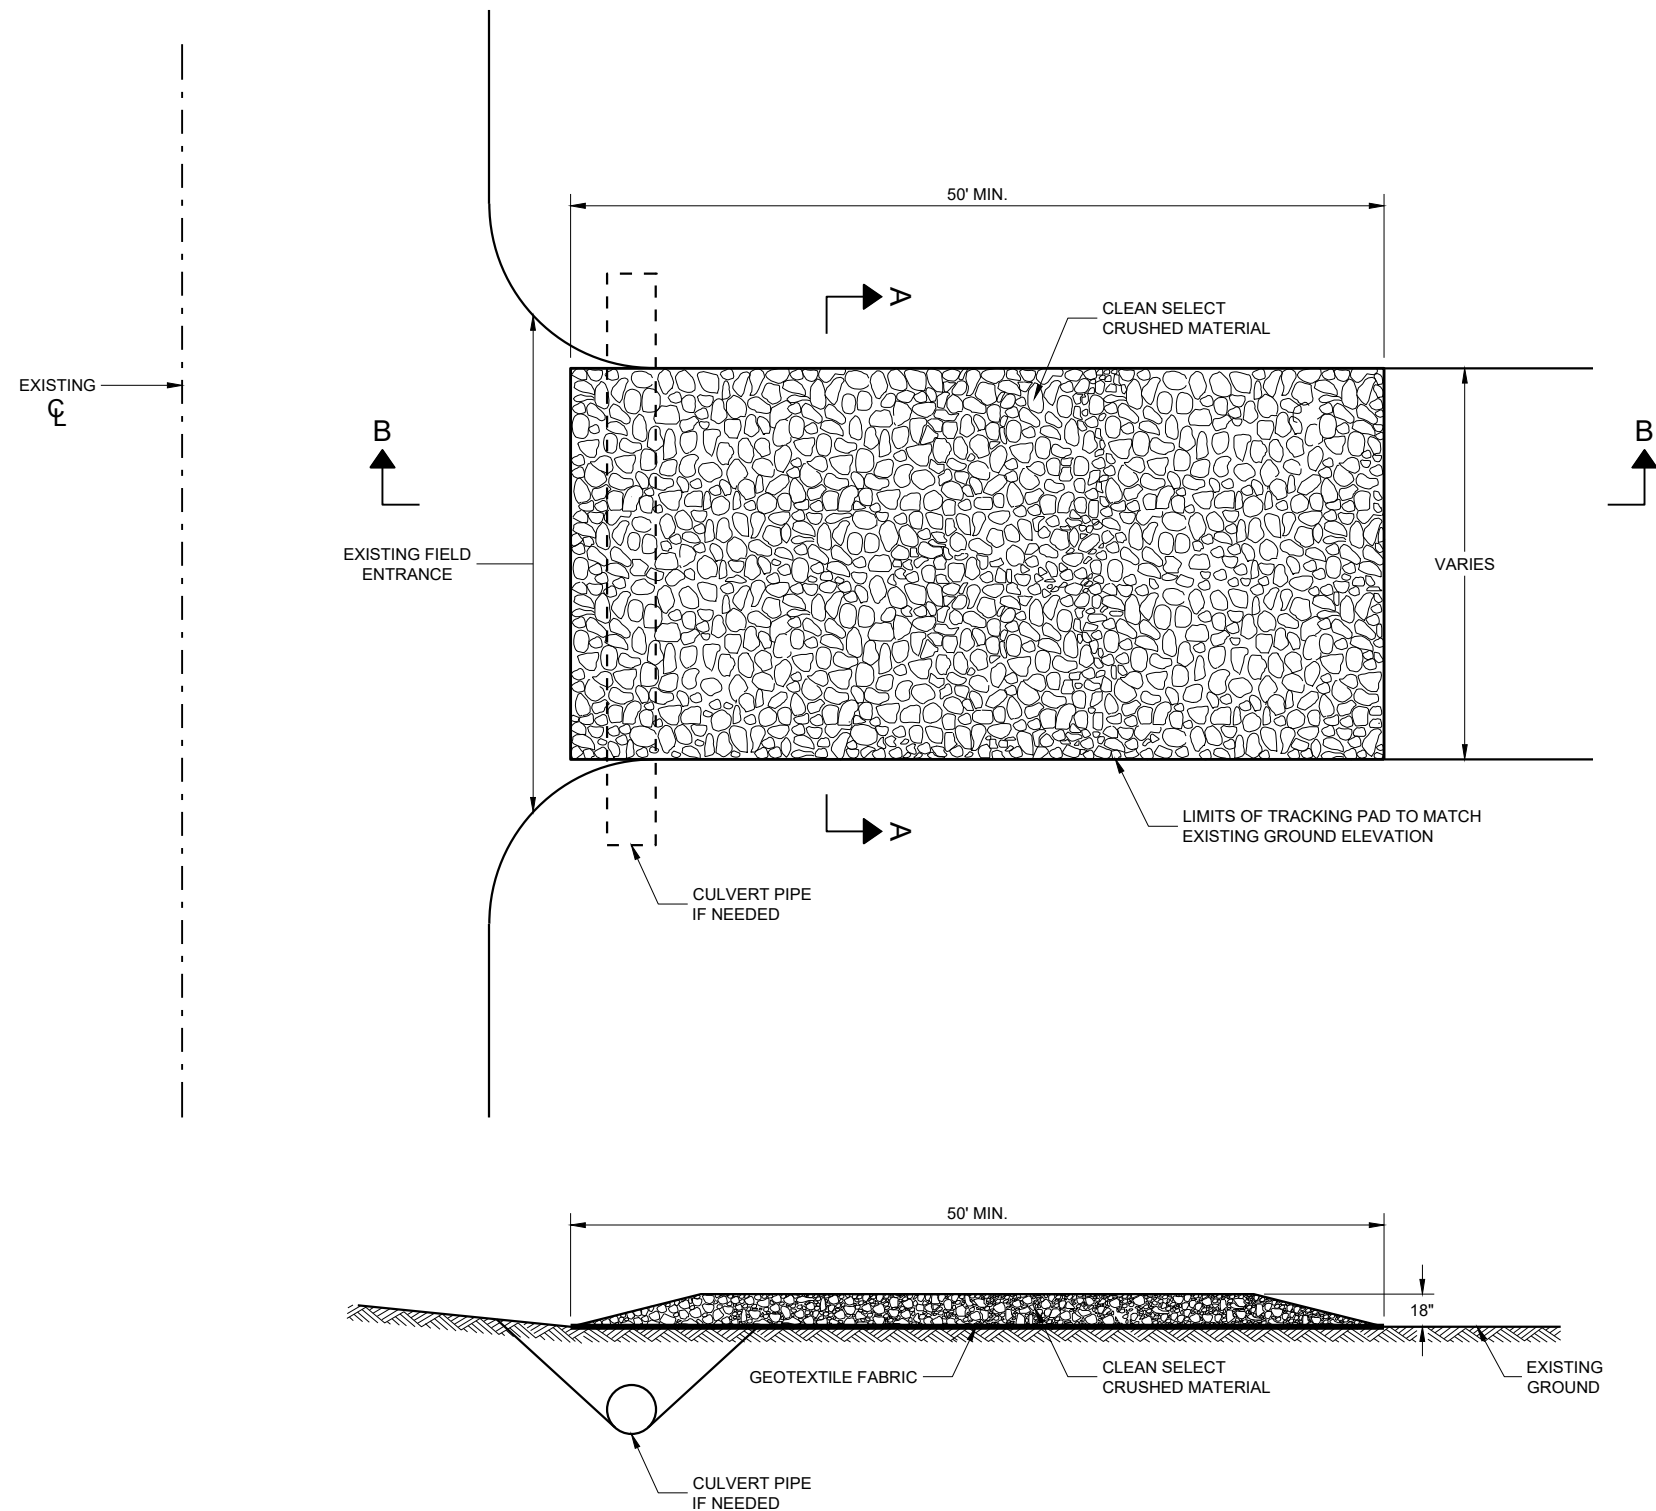 50' MIN.
A
CLEAN SELECT
CRUSHED MATERIAL
EXISTING
℄
B
B
EXISTING FIELD
ENTRANCE
VARIES
A
LIMITS OF TRACKING PAD TO MATCH
EXISTING GROUND ELEVATION
CULVERT PIPE
IF NEEDED
50' MIN.
18"
GEOTEXTILE FABRIC
CLEAN SELECT
CRUSHED MATERIAL
EXISTING
GROUND
CULVERT PIPE
IF NEEDED